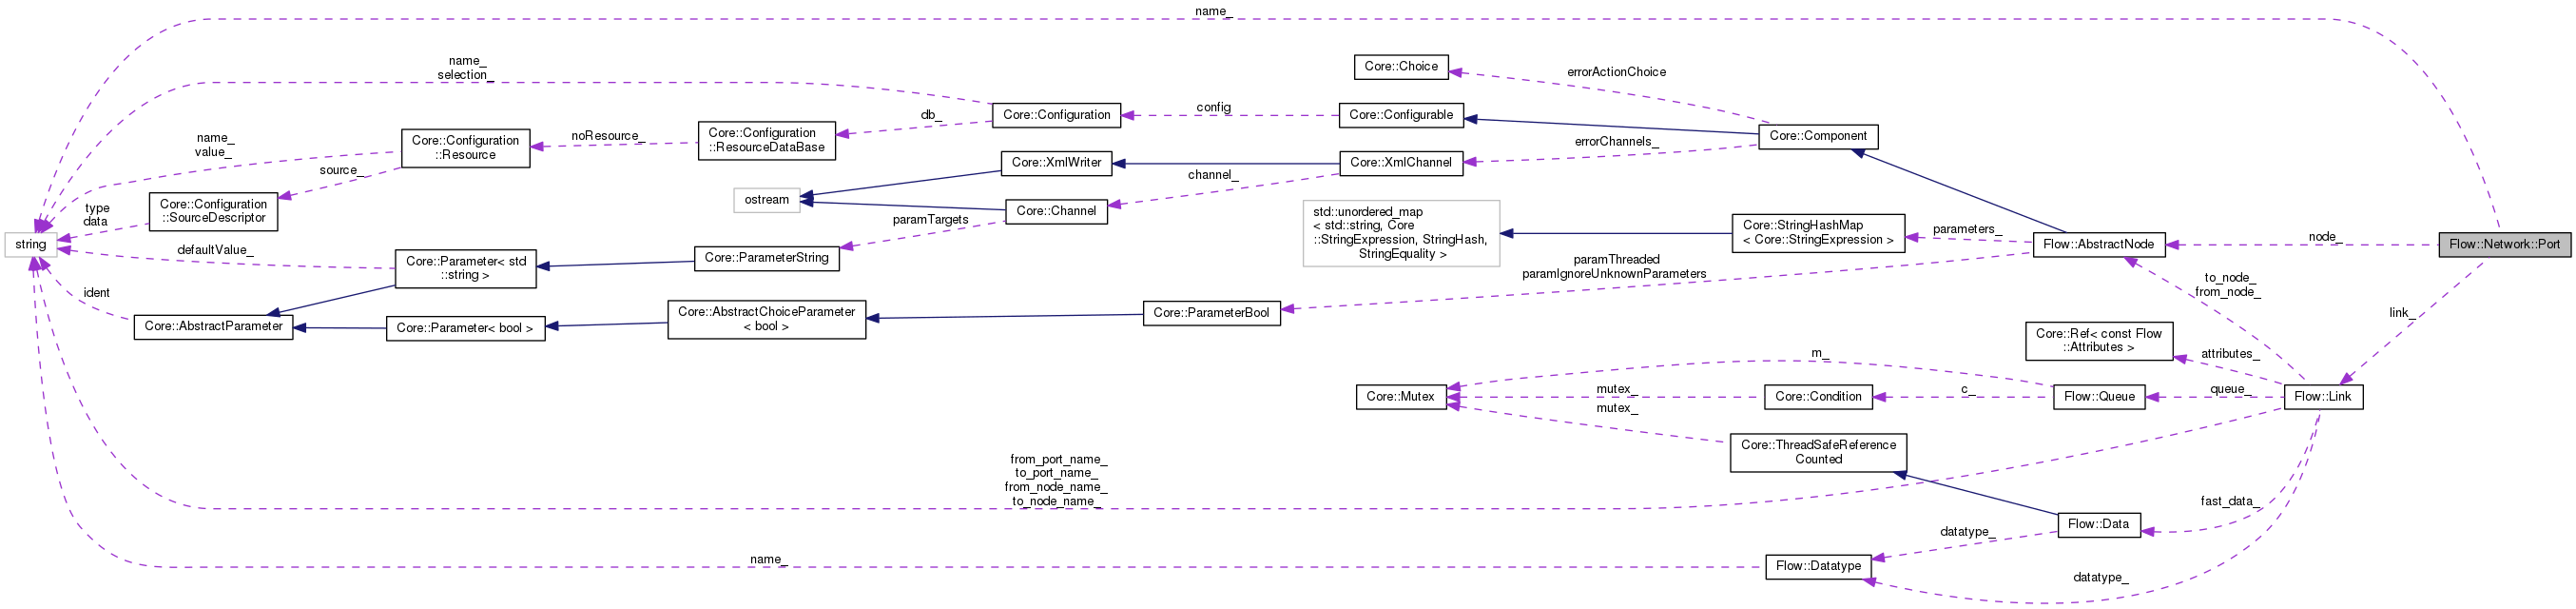 name_
name_
selection_
Core::Choice
errorActionChoice
Core::Configuration
config
Core::Configurable
db_
Core::Configuration
::ResourceDataBase
noResource_
Core::Configuration
::Resource
name_
value_
Core::Component
errorChannels_
Core::XmlWriter
Core::XmlChannel
source_
channel_
ostream
Core::Channel
Core::Configuration
::SourceDescriptor
type
data
paramTargets
std::unordered_map
< std::string, Core
::StringExpression, StringHash,
StringEquality >
Core::StringHashMap
< Core::StringExpression >
parameters_
Flow::AbstractNode
node_
Flow::Network::Port
string
defaultValue_
Core::Parameter< std
::string >
Core::ParameterString
paramThreaded
paramIgnoreUnknownParameters
to_node_
from_node_
ident
Core::AbstractParameter
Core::Parameter< bool >
Core::AbstractChoiceParameter
< bool >
Core::ParameterBool
link_
Core::Ref< const Flow
::Attributes >
attributes_
m_
Core::Mutex
mutex_
Core::Condition
c_
Flow::Queue
queue_
Flow::Link
mutex_
Core::ThreadSafeReference
Counted
from_port_name_
to_port_name_
from_node_name_
to_node_name_
fast_data_
Flow::Data
datatype_
name_
Flow::Datatype
datatype_